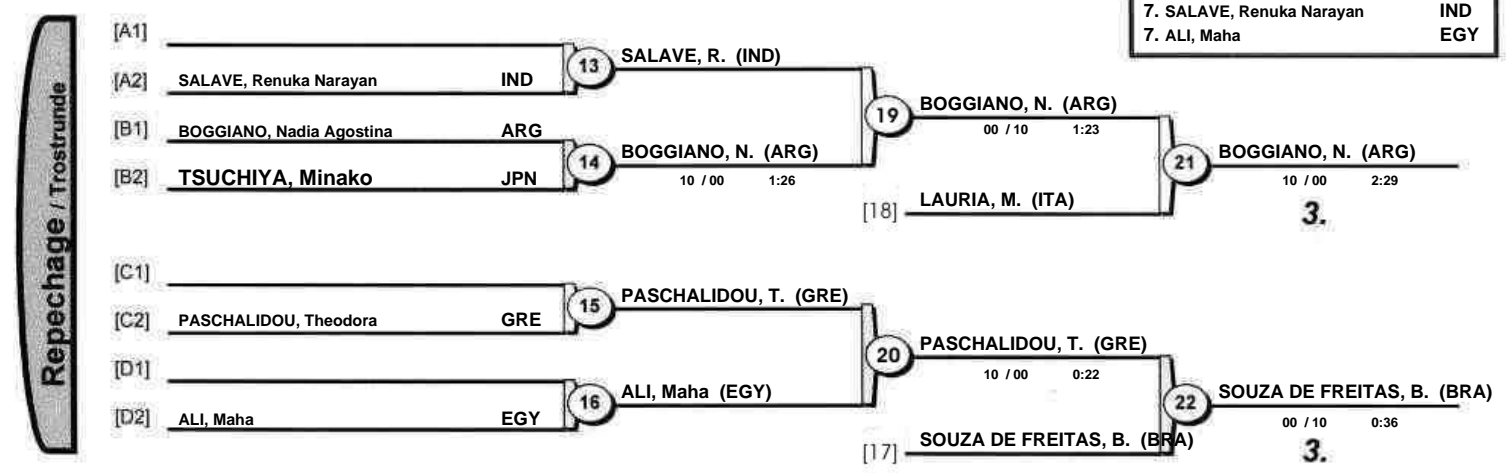 7. SALAVE, Renuka Narayan IND
7. ALI, Maha EGY
Repechage / Trostrunde
[A1]
[A2] SALAVE, Renuka Narayan IND
13 SALAVE, R. (IND)
[B1] BOGGIANO, Nadia Agostina ARG
[B2] TSUCHIYA, Minako JPN
14 BOGGIANO, N. (ARG)
10 / 00 1:26
19 BOGGIANO, N. (ARG)
00 / 10 1:23
[18] LAURIA, M. (ITA)
21 BOGGIANO, N. (ARG)
10 / 00 2:29
3.
[C1]
[C2] PASCHALIDOU, Theodora GRE
15 PASCHALIDOU, T. (GRE)
[D1]
[D2] ALI, Maha EGY
16 ALI, Maha (EGY)
20 PASCHALIDOU, T. (GRE)
10 / 00 0:22
[17] SOUZA DE FREITAS, B. (BRA)
22 SOUZA DE FREITAS, B. (BRA)
00 / 10 0:36
3.